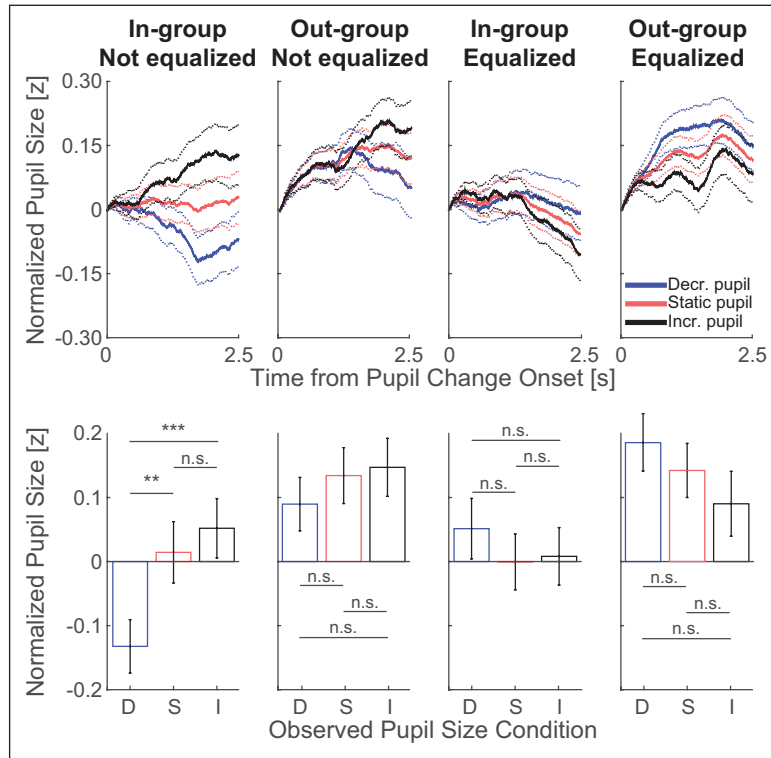 In-group Not equalized
Out-group Not equalized
In-group Equalized
Out-group Equalized
Normalized Pupil Size [z]
0.30
0.15
0
-0.15
-0.30
Decr. pupil
Static pupil
Incr. pupil
0 2.5 0 2.5 0 2.5 0 2.5
Time from Pupil Change Onset [s]
Normalized Pupil Size [z]
0.2
0.1
0
-0.1
-0.2
***
n.s.
**
n.s.
n.s.
n.s.
n.s.
n.s.
n.s.
n.s.
n.s.
n.s.
D S I D S I D S I D S I
Observed Pupil Size Condition